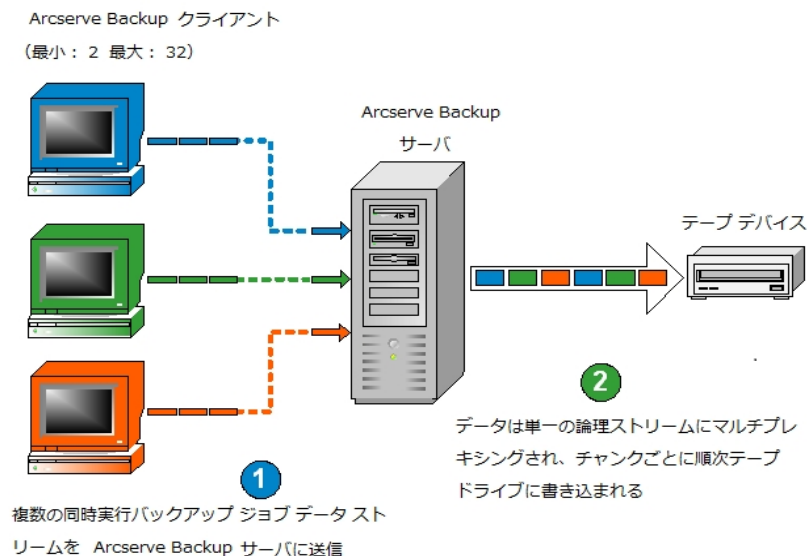 Arcserve Backup クライアント
（最小： 2 最大： 32）
Arcserve Backup
サーバ
テープ デバイス
1
複数の同時実行バックアップ ジョブ データ スト
リームを Arcserve Backup サーバに送信
2
データは単一の論理ストリームにマルチプレ
キシングされ、チャンクごとに順次テープ
ドライブに書き込まれる